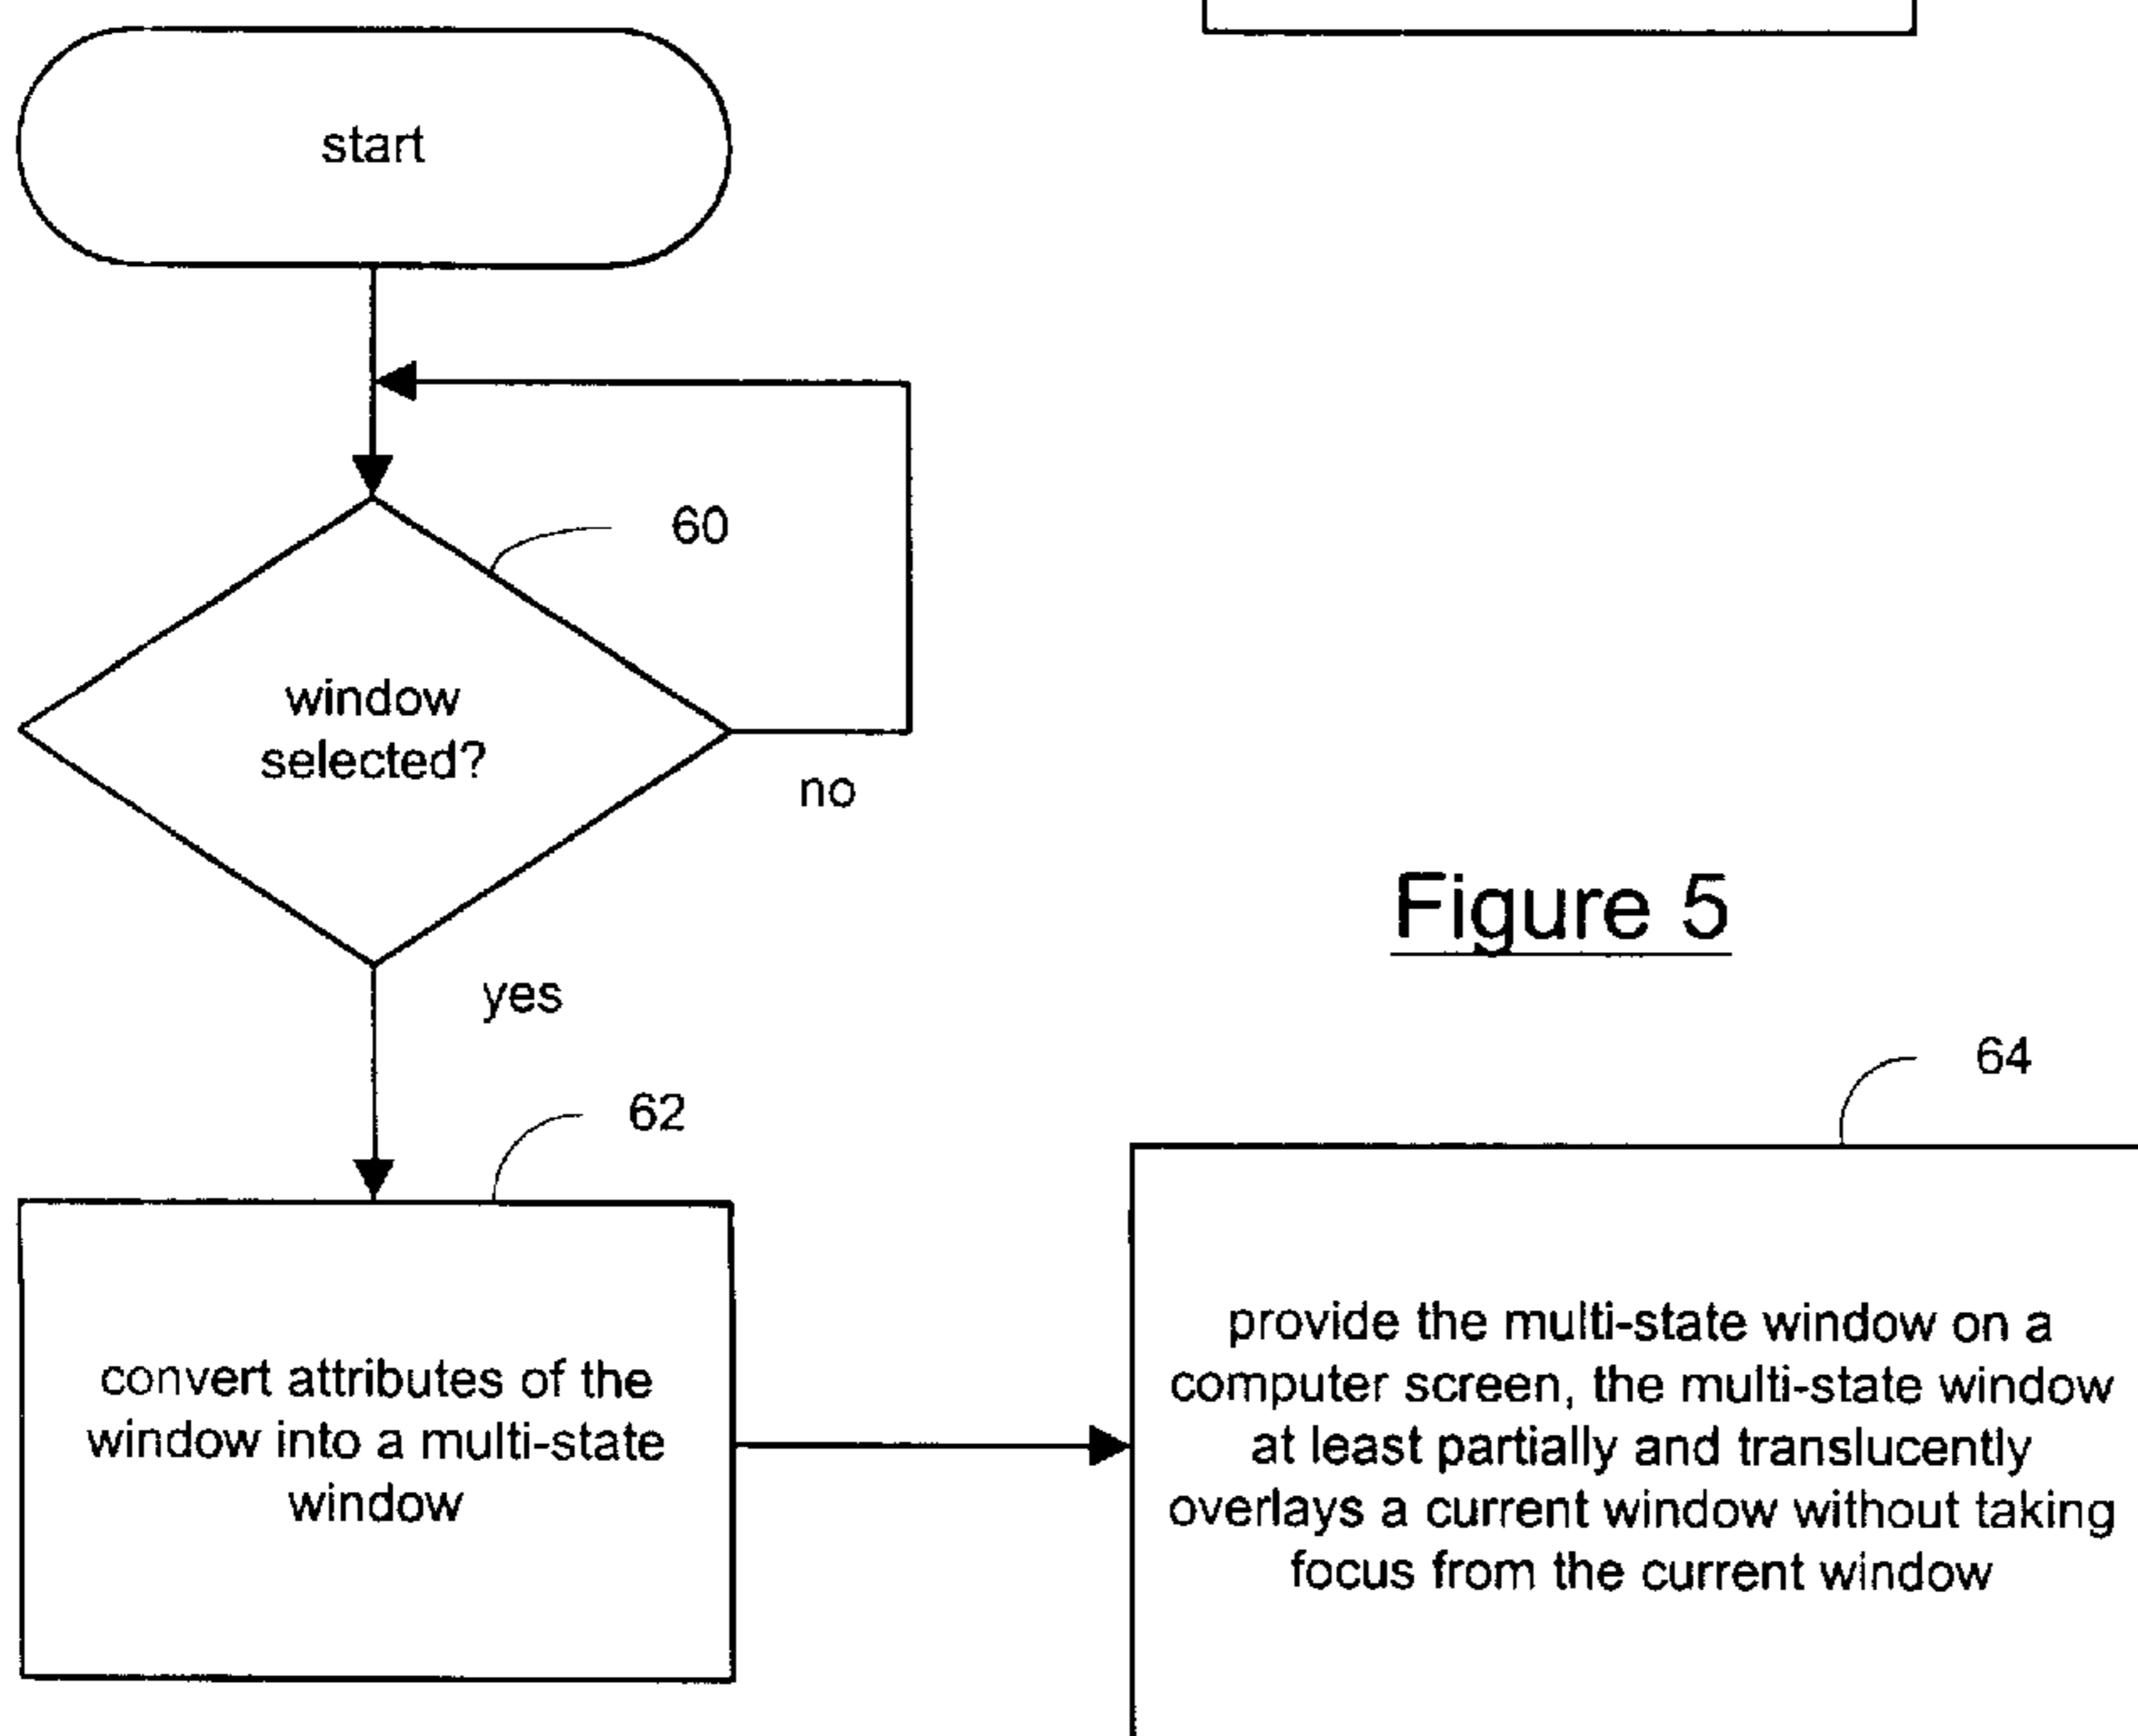 start
60
window
selected?
no
Figure 5
yes
62
64
convert attributes of the
window into a multi-state
window
provide the multi-state window on a
computer screen, the multi-state window
at least partially and translucently
overlays a current window without taking
focus from the current window